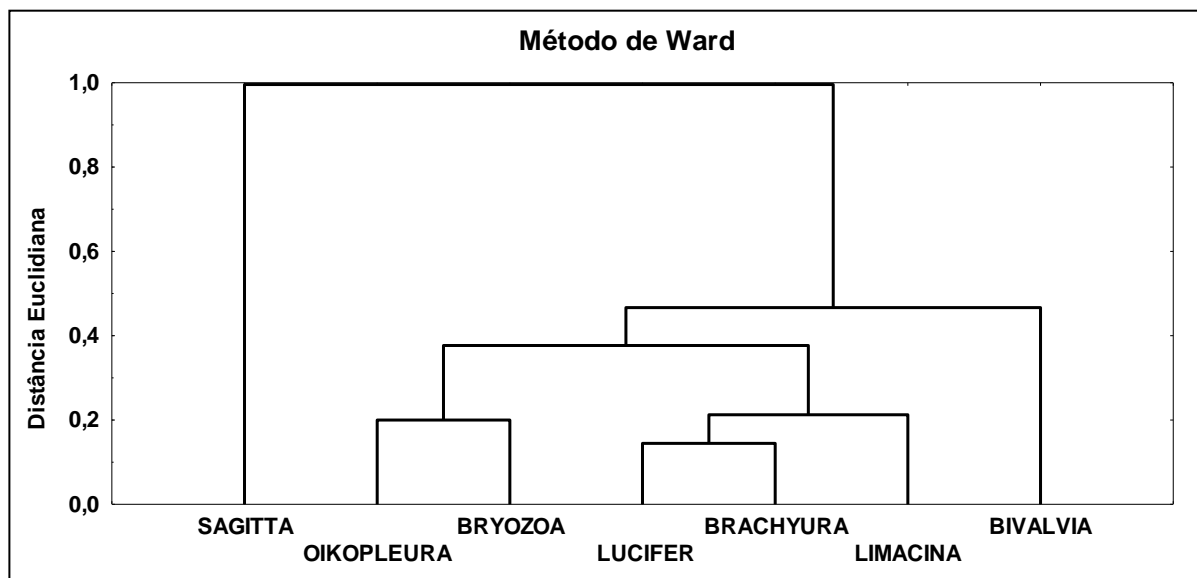 Método de Ward
Distância Euclidiana
1,0
0,8
0,6
0,4
0,2
0,0
SAGITTA BRYOZOA BRACHYURA BIVALVIA
OIKOPLEURA LUCIFER LIMACINA